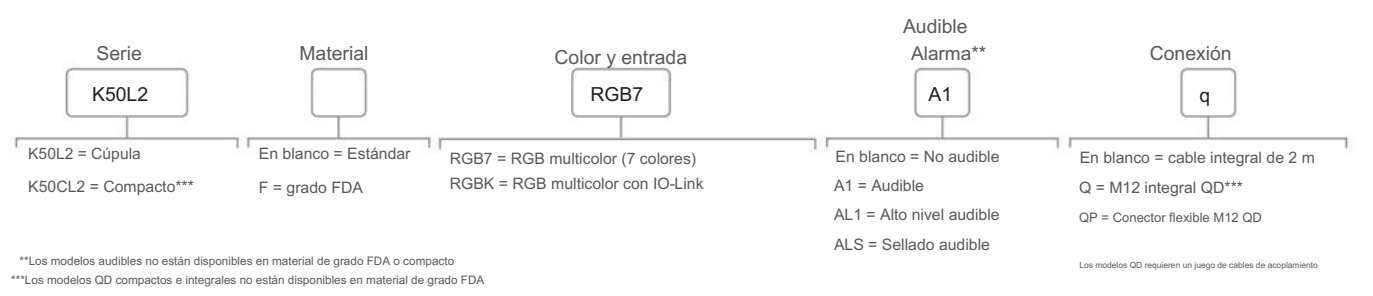 Serie
K50L2
K50L2 = Cúpula
K50CL2 = Compacto***
Material
En blanco = Estándar
F = grado FDA
Color y entrada
RGB7
RGB7 = RGB multicolor (7 colores)
RGBK = RGB multicolor con IO-Link
Audible
Alarma**
A1
En blanco = No audible
A1 = Audible
AL1 = Alto nivel audible
ALS = Sellado audible
Conexión
q
En blanco = cable integral de 2 m
Q = M12 integral QD***
QP = Conector flexible M12 QD
Los modelos QD requieren un juego de cables de acoplamiento
**Los modelos audibles no están disponibles en material de grado FDA o compacto
***Los modelos QD compactos e integrales no están disponibles en material de grado FDA